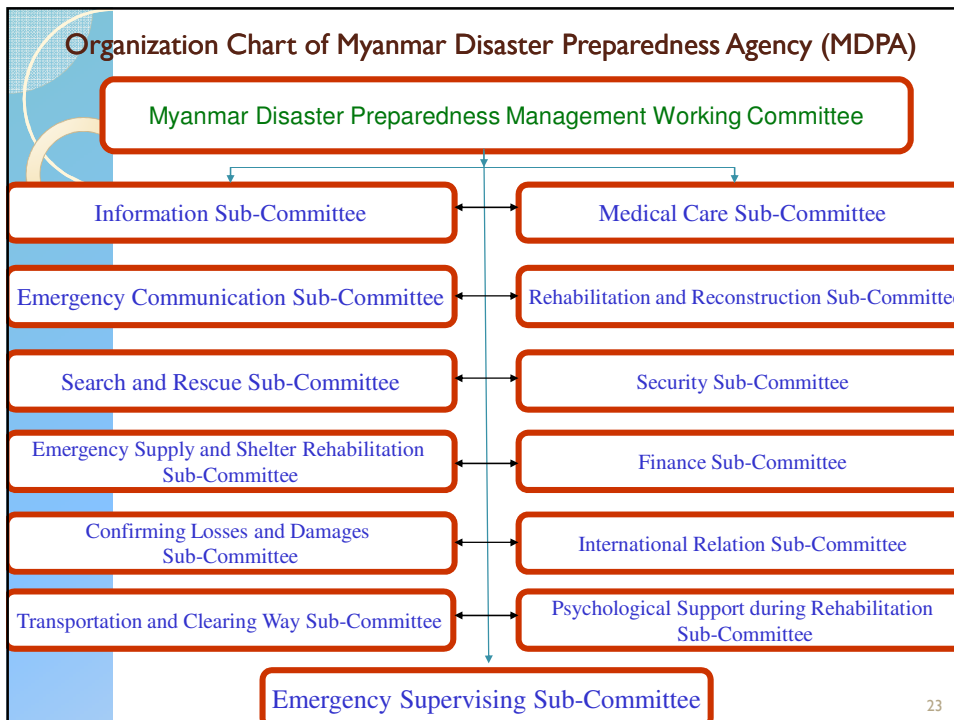 Organization Chart of Myanmar Disaster Preparedness Agency (MDPA)
Myanmar Disaster Preparedness Management Working Committee
Information Sub-Committee
Medical Care Sub-Committee
Emergency Communication Sub-Committee
Rehabilitation and Reconstruction Sub-Committee
Search and Rescue Sub-Committee
Security Sub-Committee
Emergency Supply and Shelter Rehabilitation
Sub-Committee
Finance Sub-Committee
Confirming Losses and Damages
Sub-Committee
International Relation Sub-Committee
Transportation and Clearing Way Sub-Committee
Psychological Support during Rehabilitation
Sub-Committee
Emergency Supervising Sub-Committee
23